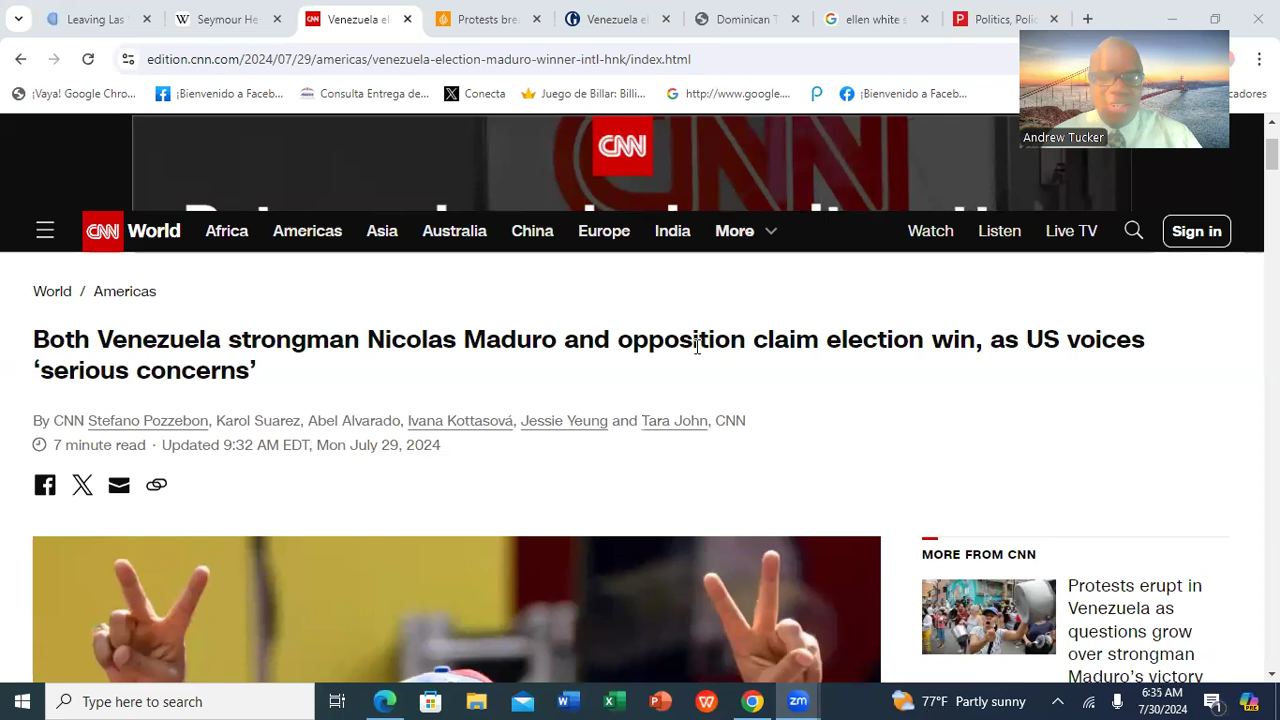 Leaving Las
Seymour He
Venezuela el
Protests bre
Venezuela el
Dominican T
ellen white s
Politics, Polic
edition.cnn.com/2024/07/29/americas/venezuela-election-maduro-winner-intl-hnk/index.html
¡Vaya! Google Chro...
¡Bienvenido a Faceb...
Consulta Entrega de...
Conecta
Juego de Billar: Billi...
http://www.google....
¡Bienvenido a Faceb...
cadores
Andrew Tucker
CNN
CNN World Africa Americas Asia Australia China Europe India More Watch Listen Live TV Sign in
World / Americas
Both Venezuela strongman Nicolas Maduro and opposition claim election win, as US voices
‘serious concerns’
By CNN Stefano Pozzebon, Karol Suarez, Abel Alvarado, Ivana Kottasová, Jessie Yeung and Tara John, CNN
7 minute read · Updated 9:32 AM EDT, Mon July 29, 2024
MORE FROM CNN
Protests erupt in
Venezuela as
questions grow
over strongman
Maduro's victory
Type here to search
77°F Partly sunny
6:35 AM
7/30/2024